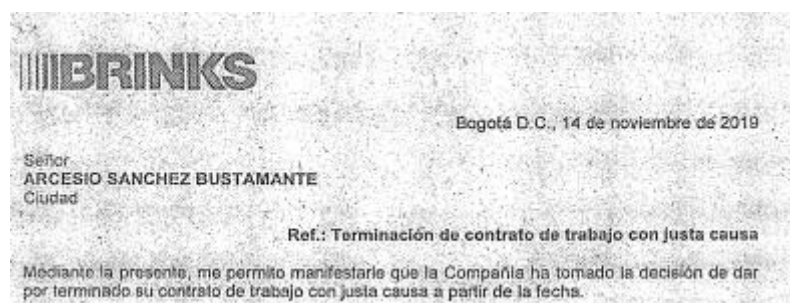 BRINKS
Bogotá D.C., 14 de noviembre de 2019
Señor
ARCESIO SANCHEZ BUSTAMANTE
Ciudad
Ref.: Terminación de contrato de trabajo con justa causa
Mediante la presente, me permito manifestarle que la Compañía ha tomado la decisión de dar
por terminado su contrato de trabajo con justa causa a partir de la fecha.